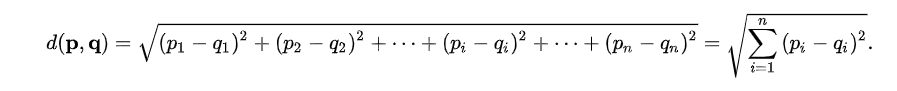 d(𝐩, 𝐪) = √((p₁ − q₁)² + (p₂ − q₂)² + ⋯ + (pᵢ − qᵢ)² + ⋯ + (pₙ − qₙ)²) = √(∑ᵢ₌₁ⁿ (pᵢ − qᵢ)²).